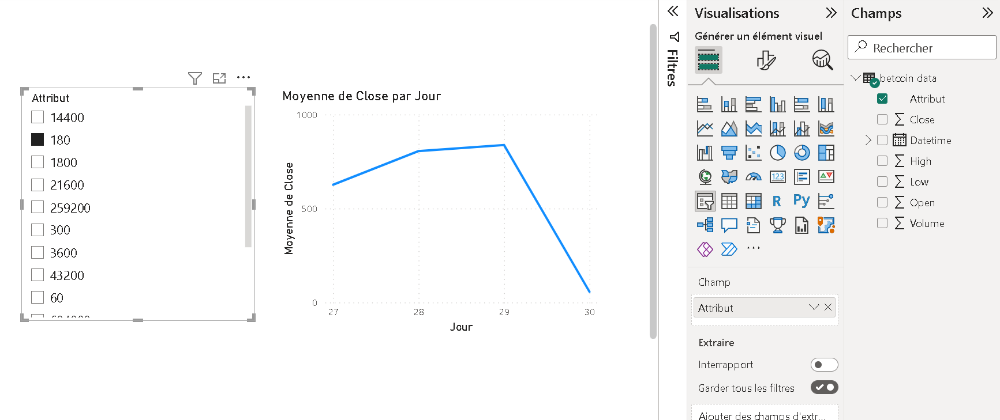 Attribut
14400
180
1800
21600
259200
300
3600
43200
60
Moyenne de Close par Jour
Moyenne de Close
1000
500
0
27 28 29 30
Jour
Filtres
Visualisations
Générer un élément visuel
123
R Py
Champ
Attribut
Extraire
Interrapport
Garder tous les filtres
Ajouter des champs d'extr...
Champs
Rechercher
betcoin data
Attribut
Close
Datetime
High
Low
Open
Volume